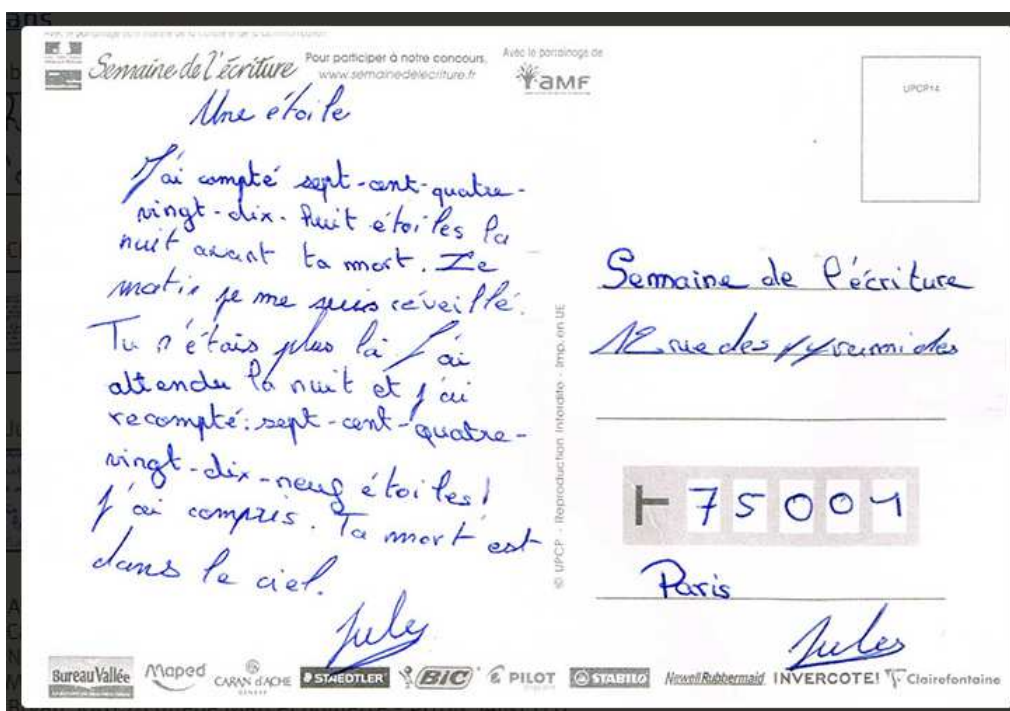 ans
Semaine de l'écriture
Pour participer à notre concours,
www.semainedelecriture.fr
Avec le parrainage de
AMF
UPCP14
Une étoile
J'ai compté sept-cent-quatre-
vingt-dix-huit étoiles la
nuit avant ta mort. Le
matin je me suis réveillé.
Tu n'étais plus là J'ai
attendu la nuit et j'ai
recompté: sept-cent-quatre-
vingt-dix-neuf étoiles!
J'ai compris. Ta mort est
dans le ciel.
Jules
© UPCP - Reproduction Interdite - Imp. en UE
Semaine de l'écriture
12 rue des pyramides
75001
Paris
Jules
Bureau Vallée
Maped
CARAN d'ACHE
GENEVE
STAEDTLER
BIC
PILOT
STABILO
NewellRubbermaid
INVERCOTE!
Clairefontaine